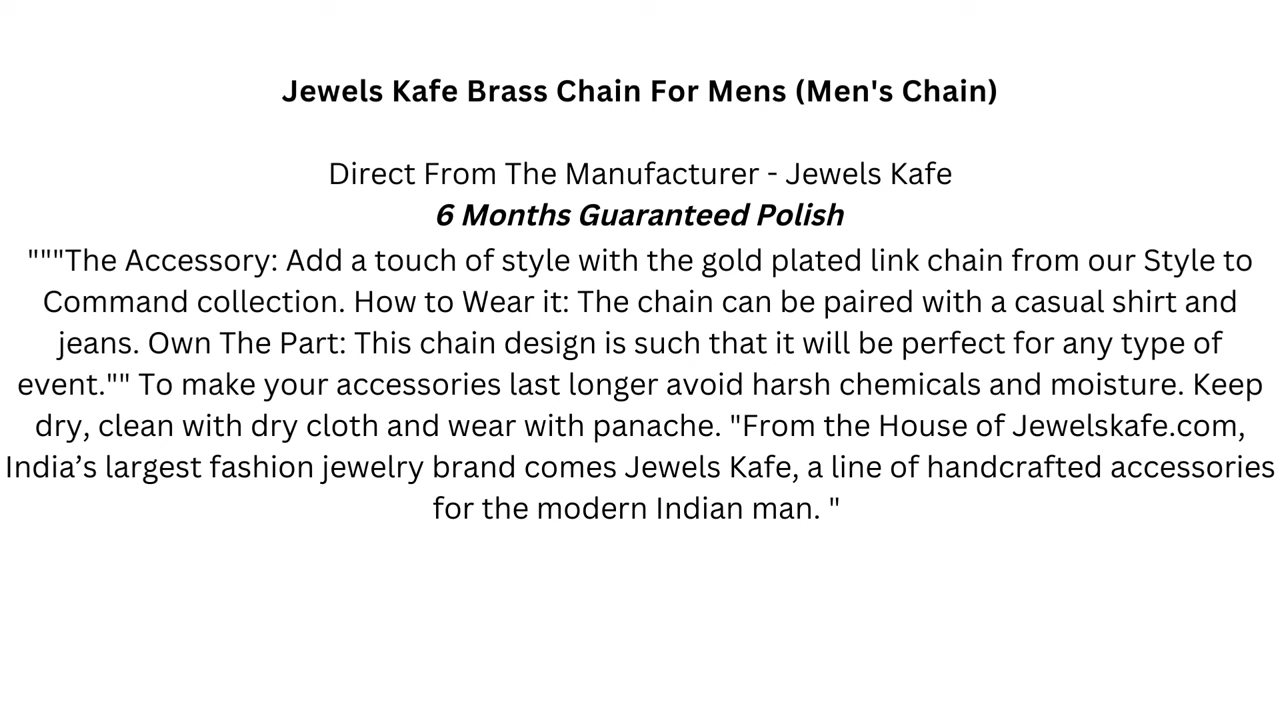 Jewels Kafe Brass Chain For Mens (Men's Chain)
Direct From The Manufacturer - Jewels Kafe
6 Months Guaranteed Polish
"""The Accessory: Add a touch of style with the gold plated link chain from our Style to
Command collection. How to Wear it: The chain can be paired with a casual shirt and
jeans. Own The Part: This chain design is such that it will be perfect for any type of
event."" To make your accessories last longer avoid harsh chemicals and moisture. Keep
dry, clean with dry cloth and wear with panache. "From the House of Jewelskafe.com,
India’s largest fashion jewelry brand comes Jewels Kafe, a line of handcrafted accessories
for the modern Indian man. "